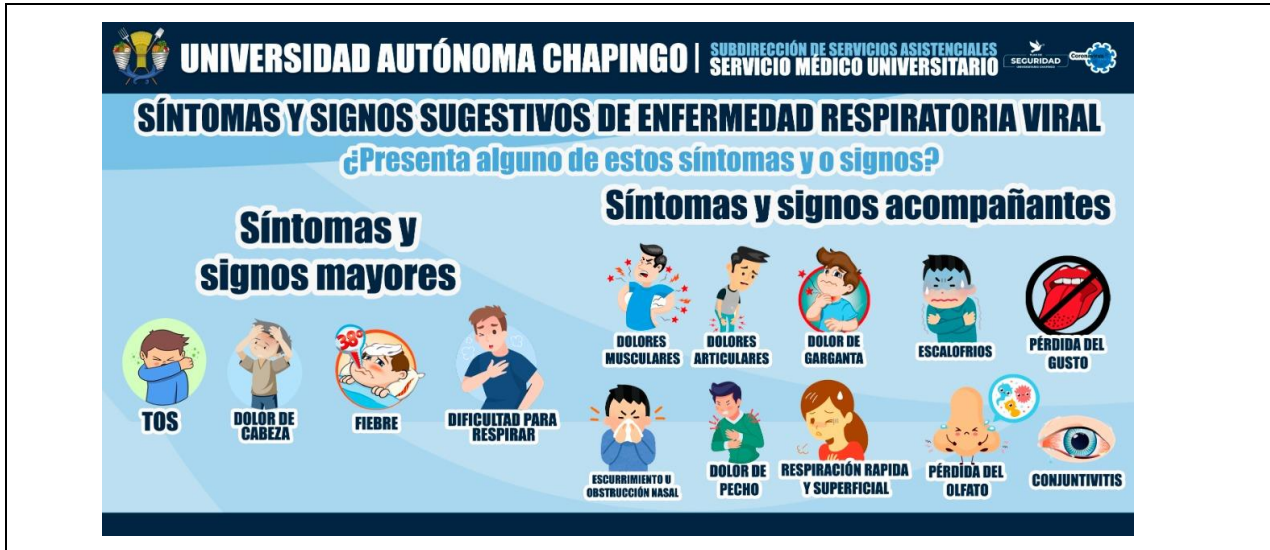 UNIVERSIDAD AUTÓNOMA CHAPINGO
SUBDIRECCIÓN DE SERVICIOS ASISTENCIALES
SERVICIO MÉDICO UNIVERSITARIO
SEGURIDAD
SÍNTOMAS Y SIGNOS SUGESTIVOS DE ENFERMEDAD RESPIRATORIA VIRAL
¿Presenta alguno de estos síntomas y o signos?
Síntomas y
signos mayores
TOS
DOLOR DE
CABEZA
38°
FIEBRE
DIFICULTAD PARA
RESPIRAR
Síntomas y signos acompañantes
DOLORES
MUSCULARES
DOLORES
ARTICULARES
DOLOR DE
GARGANTA
ESCALOFRIOS
PÉRDIDA DEL
GUSTO
ESCURRIMIENTO U
OBSTRUCCIÓN NASAL
DOLOR DE
PECHO
RESPIRACIÓN RAPIDA
Y SUPERFICIAL
PÉRDIDA DEL
OLFATO
CONJUNTIVITIS